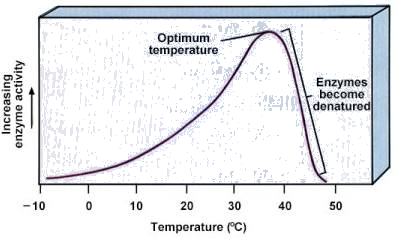 Optimum
temperature
Enzymes
become
denatured
Increasing
enzyme activity
–10 0 10 20 30 40 50
Temperature (ºC)